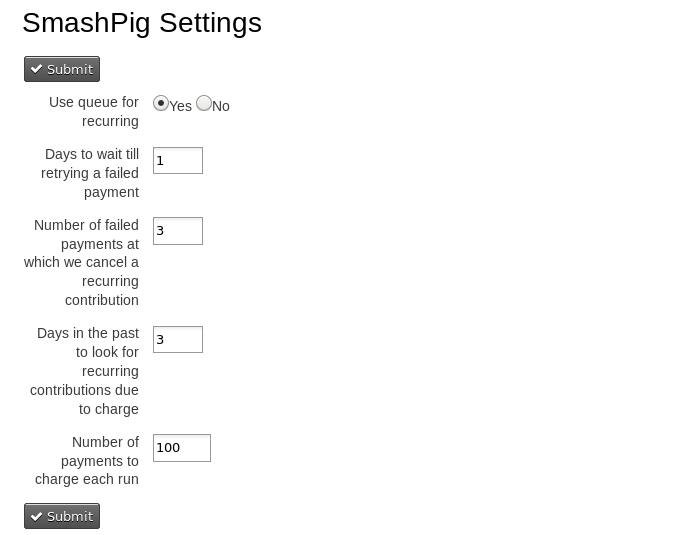 SmashPig Settings
Submit
Use queue for
recurring
Yes No
Days to wait till
retrying a failed
payment
1
Number of failed
payments at
which we cancel a
recurring
contribution
3
Days in the past
to look for
recurring
contributions due
to charge
3
Number of
payments to
charge each run
100
Submit